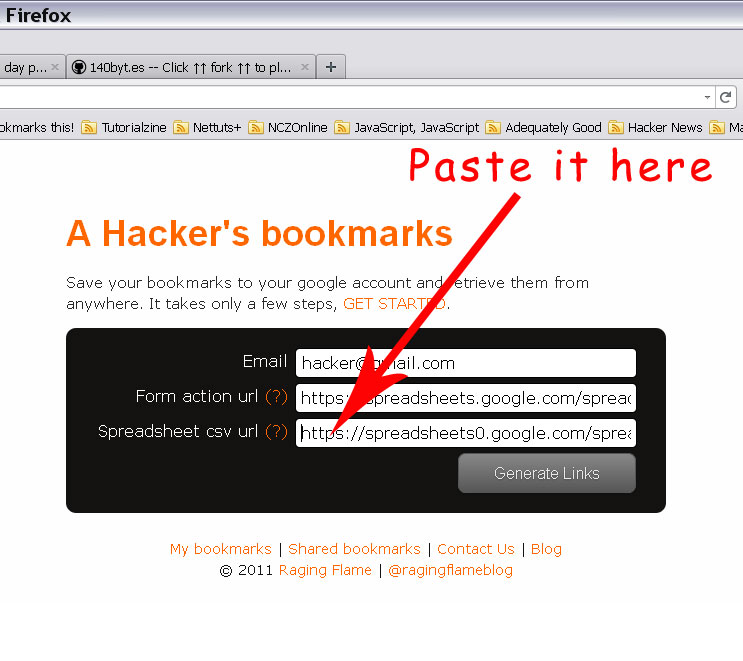 Firefox
day p...
140byt.es -- Click ↑↑ fork ↑↑ to pl...
okmarks this! Tutorialzine Nettuts+ NCZOnline JavaScript, JavaScript Adequately Good Hacker News Ma
Paste it here
A Hacker's bookmarks
Save your bookmarks to your google account and retrieve them from
anywhere. It takes only a few steps, GET STARTED.
Email hacker@gmail.com
Form action url (?) https://spreadsheets.google.com/spread
Spreadsheet csv url (?) https://spreadsheets0.google.com/sprea
Generate Links
My bookmarks | Shared bookmarks | Contact Us | Blog
© 2011 Raging Flame | @ragingflameblog